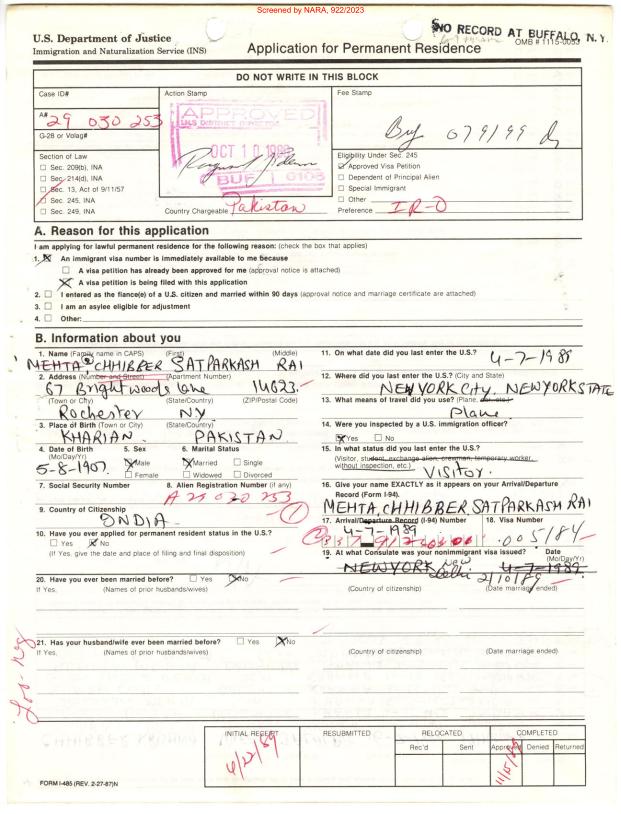 Screened by NARA, 922/2023
NO RECORD AT BUFFALO, N.Y.
U.S. Department of Justice
Immigration and Naturalization Service (INS)
Application for Permanent Residence
OMB # 1115-0053
DO NOT WRITE IN THIS BLOCK
Case ID#
Action Stamp
Fee Stamp
A#
29 030 253
G-28 or Volag#
APPROVED
U.S. DISTRICT DIRECTOR
OCT 10
BUF 0103
Buf 079199
Section of Law
☐ Sec. 209(b), INA
☐ Sec. 214(d), INA
☐ Sec. 13, Act of 9/11/57
☐ Sec. 245, INA
☐ Sec. 249, INA
Country Chargeable Pakistan
Eligibility Under Sec. 245
☑ Approved Visa Petition
☐ Dependent of Principal Alien
☐ Special Immigrant
☐ Other
Preference IR-0
A. Reason for this application
I am applying for lawful permanent residence for the following reason: (check the box that applies)
1. ☒ An immigrant visa number is immediately available to me because
☐ A visa petition has already been approved for me (approval notice is attached)
☒ A visa petition is being filed with this application
2. ☐ I entered as the fiance(e) of a U.S. citizen and married within 90 days (approval notice and marriage certificate are attached)
3. ☐ I am an asylee eligible for adjustment
4. ☐ Other:
B. Information about you
1. Name (Family name in CAPS) (First) (Middle)
MEHTA CHHIBBER SATPARKASH RAI
2. Address (Number and Street) (Apartment Number)
67 Brightwoods Lane 14623.
(Town or City) (State/Country) (ZIP/Postal Code)
Rochester NY.
3. Place of Birth (Town or City) (State/Country)
KHARIAN. PAKISTAN.
4. Date of Birth (Mo/Day/Yr) 5. Sex 6. Marital Status
5-8-1907. ☒ Male ☐ Female ☒ Married ☐ Single ☐ Widowed ☐ Divorced
7. Social Security Number 8. Alien Registration Number (if any)
A 29 030 253
9. Country of Citizenship
INDIA
10. Have you ever applied for permanent resident status in the U.S.?
☐ Yes ☒ No
(If Yes, give the date and place of filing and final disposition)
11. On what date did you last enter the U.S.?
4-7-1989
12. Where did you last enter the U.S.? (City and State)
NEW YORK CITY. NEWYORK STATE
13. What means of travel did you use? (Plane, car, etc.)
Plane
14. Were you inspected by a U.S. immigration officer?
☒ Yes ☐ No
15. In what status did you last enter the U.S.?
(Visitor, student, exchange alien, crewman, temporary worker, without inspection, etc.)
VISITOR.
16. Give your name EXACTLY as it appears on your Arrival/Departure
Record (Form I-94).
MEHTA, CHHIBBER, SATPARKASH RAI
17. Arrival/Departure Record (I-94) Number 18. Visa Number
4-7-1989
005184
19. At what Consulate was your nonimmigrant visa issued? Date (Mo/Day/Yr)
NEWYORK New Delhi 4-7-1989. 2/10/89
20. Have you ever been married before? ☐ Yes ☒ No
If Yes, (Names of prior husbands/wives) (Country of citizenship) (Date marriage ended)
21. Has your husband/wife ever been married before? ☐ Yes ☒ No
If Yes, (Names of prior husbands/wives) (Country of citizenship) (Date marriage ended)
INITIAL RECEIPT
RESUBMITTED
RELOCATED
COMPLETED
Rec'd Sent Approved Denied Returned
6/22/89
11/15/89
FORM I-485 (REV. 2-27-87)N